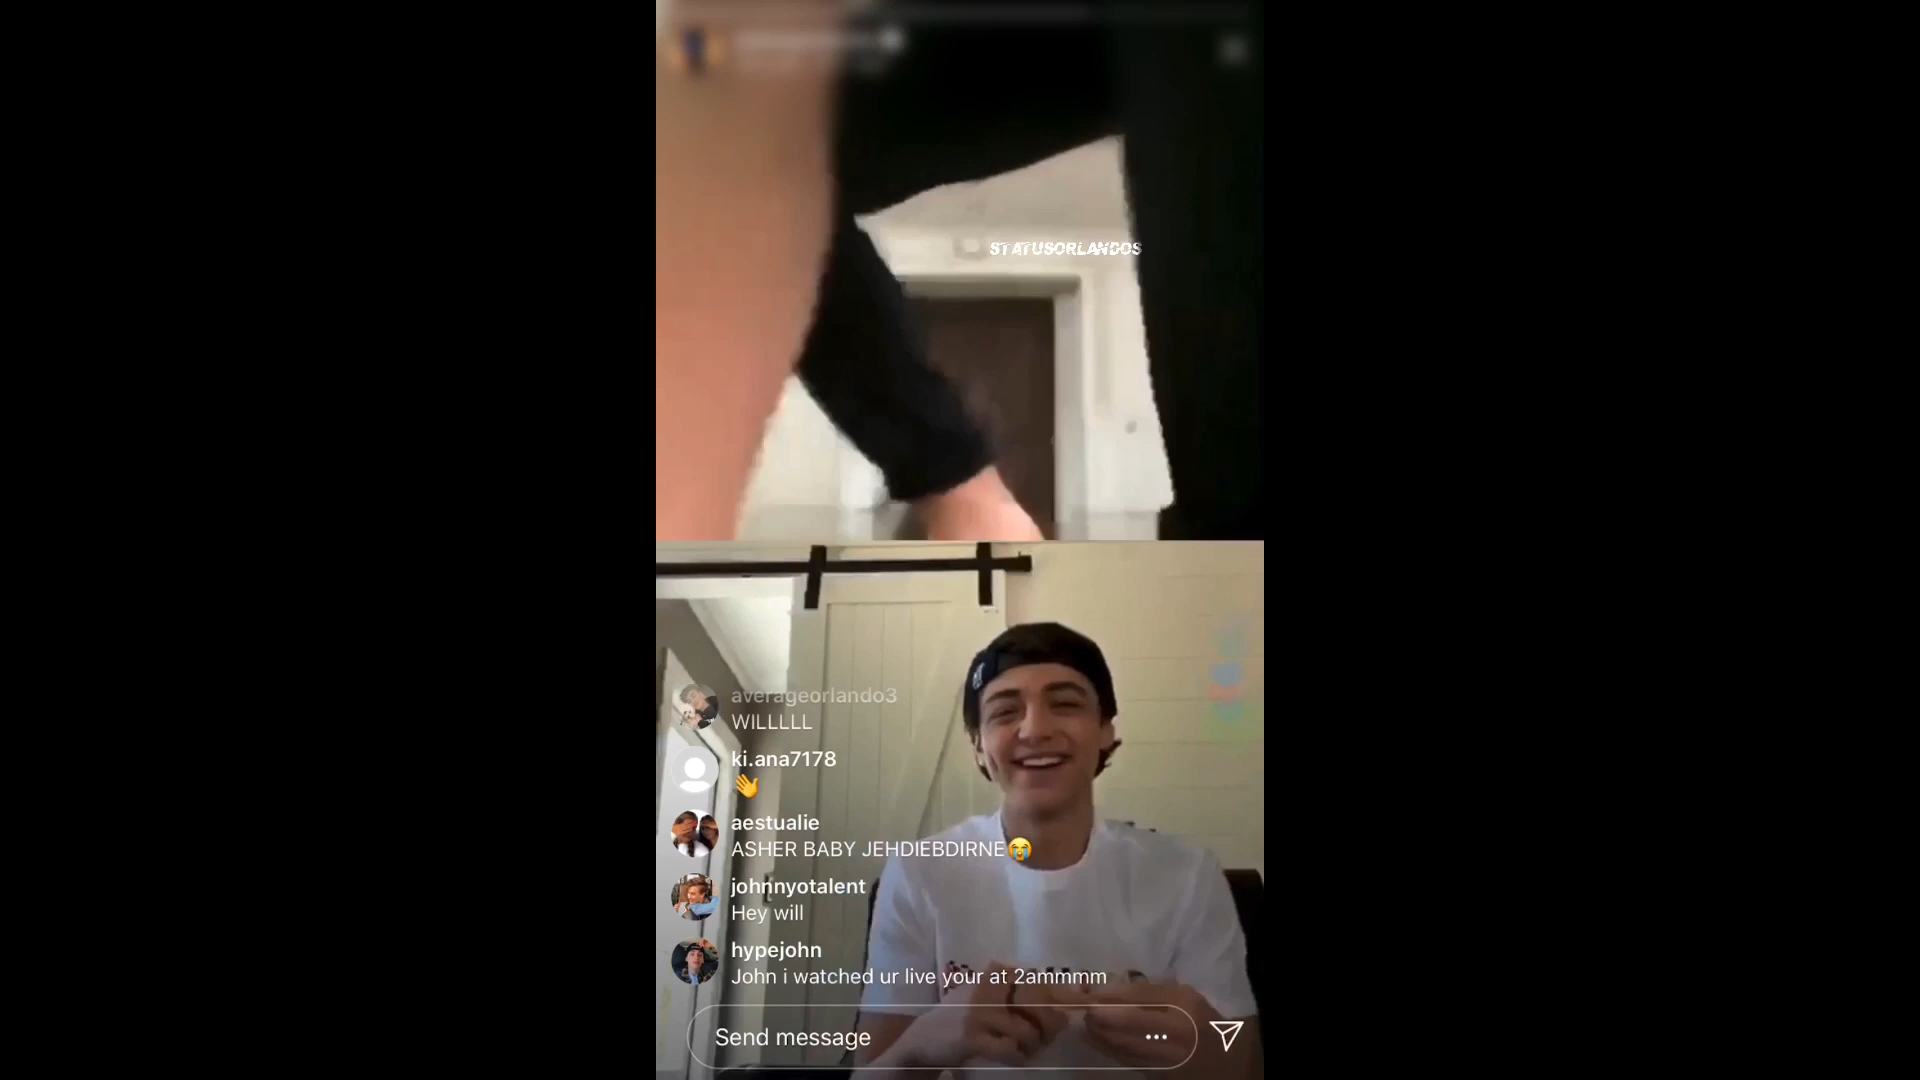 STATUSORLANDOS
averageorlando3
WILLLLL
ki.ana7178
👋
aestualie
ASHER BABY JEHDIEBDIRNE😭
johnnyotalent
Hey will
hypejohn
John i watched ur live your at 2ammmm
Send message